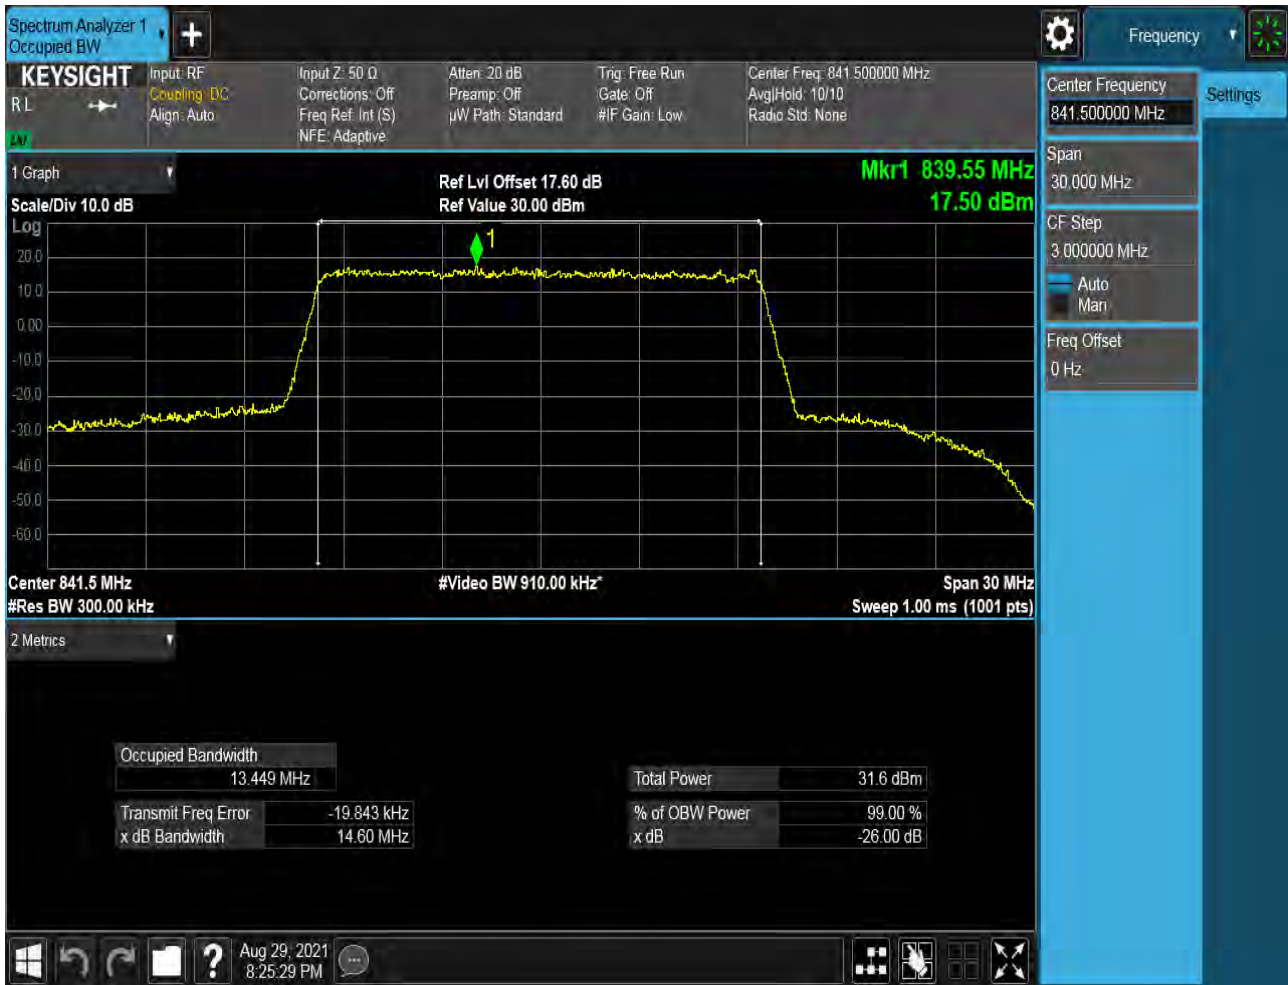 Spectrum Analyzer 1
Occupied BW
Frequency
KEYSIGHT
R L
Input: RF
Coupling: DC
Align: Auto
Input Z: 50 Ω
Corrections: Off
Freq Ref: Int (S)
NFE: Adaptive
Atten: 20 dB
Preamp: Off
µW Path: Standard
Trig: Free Run
Gate: Off
#IF Gain: Low
Center Freq: 841.500000 MHz
Avg|Hold: 10/10
Radio Std: None
Center Frequency
841.500000 MHz
Settings
Span
30.000 MHz
CF Step
3.000000 MHz
Auto
Man
Freq Offset
0 Hz
1 Graph
Scale/Div 10.0 dB
Ref Lvl Offset 17.60 dB
Ref Value 30.00 dBm
Mkr1 839.55 MHz
17.50 dBm
Log
1
20.0
10.0
0.00
-10.0
-20.0
-30.0
-40.0
-50.0
-60.0
Center 841.5 MHz
#Video BW 910.00 kHz*
Span 30 MHz
#Res BW 300.00 kHz
Sweep 1.00 ms (1001 pts)
2 Metrics
Occupied Bandwidth
13.449 MHz
Total Power 31.6 dBm
Transmit Freq Error -19.843 kHz
% of OBW Power 99.00 %
x dB Bandwidth 14.60 MHz
x dB -26.00 dB
Aug 29, 2021
8:25:29 PM